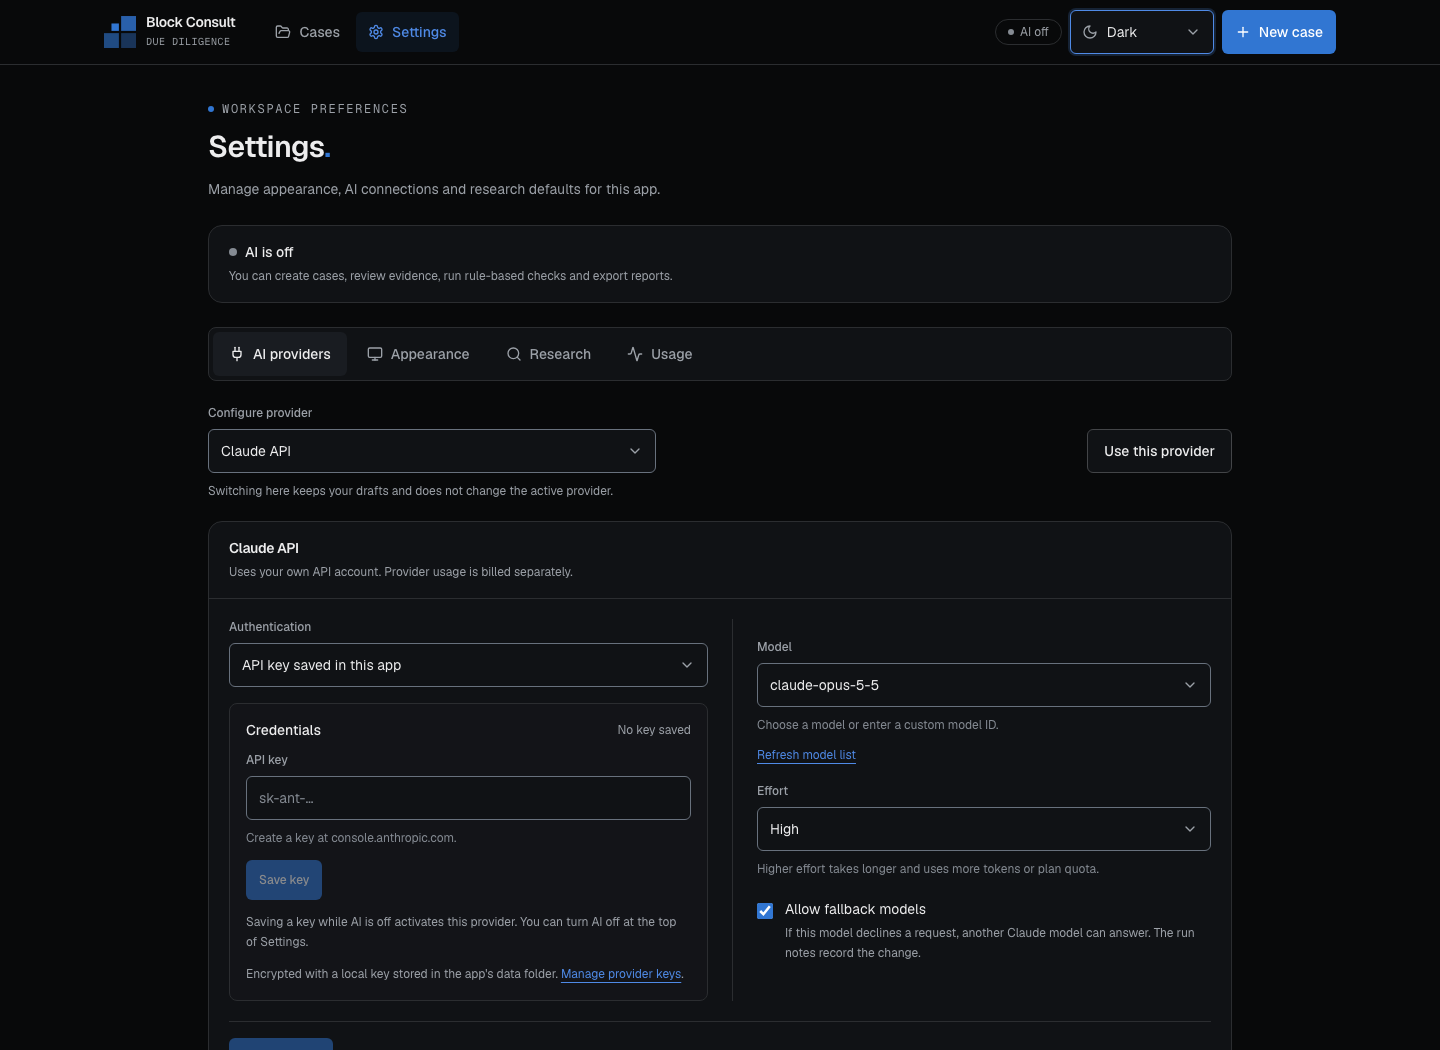 Block Consult
DUE DILIGENCE
Cases
Settings
AI off
Dark
New case
WORKSPACE PREFERENCES
Settings.
Manage appearance, AI connections and research defaults for this app.
AI is off
You can create cases, review evidence, run rule-based checks and export reports.
AI providers
Appearance
Research
Usage
Configure provider
Claude API
Use this provider
Switching here keeps your drafts and does not change the active provider.
Claude API
Uses your own API account. Provider usage is billed separately.
Authentication
API key saved in this app
Credentials
No key saved
API key
sk-ant-...
Create a key at console.anthropic.com.
Save key
Saving a key while AI is off activates this provider. You can turn AI off at the top
of Settings.
Encrypted with a local key stored in the app's data folder. Manage provider keys.
Model
claude-opus-5-5
Choose a model or enter a custom model ID.
Refresh model list
Effort
High
Higher effort takes longer and uses more tokens or plan quota.
Allow fallback models
If this model declines a request, another Claude model can answer. The run
notes record the change.